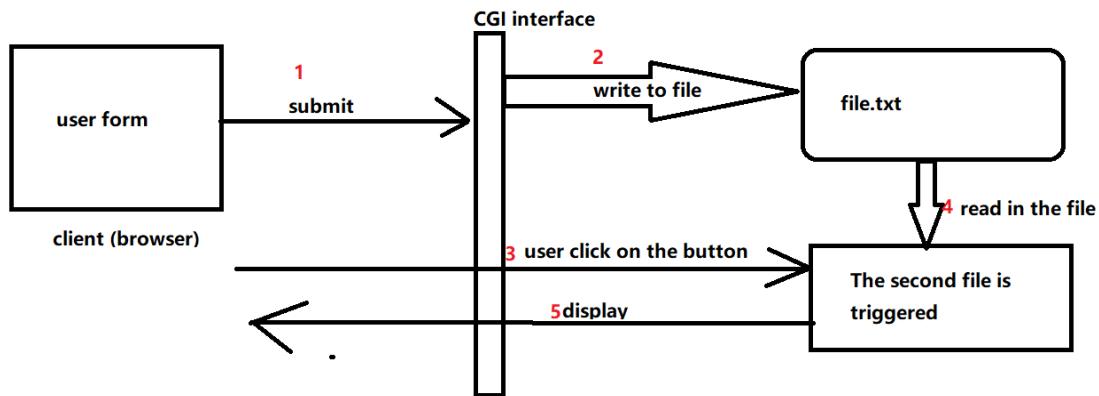 CGI interface
1
submit
2
write to file
user form
file.txt
client (browser)
4 read in the file
3 user click on the button
The second file is
triggered
5display